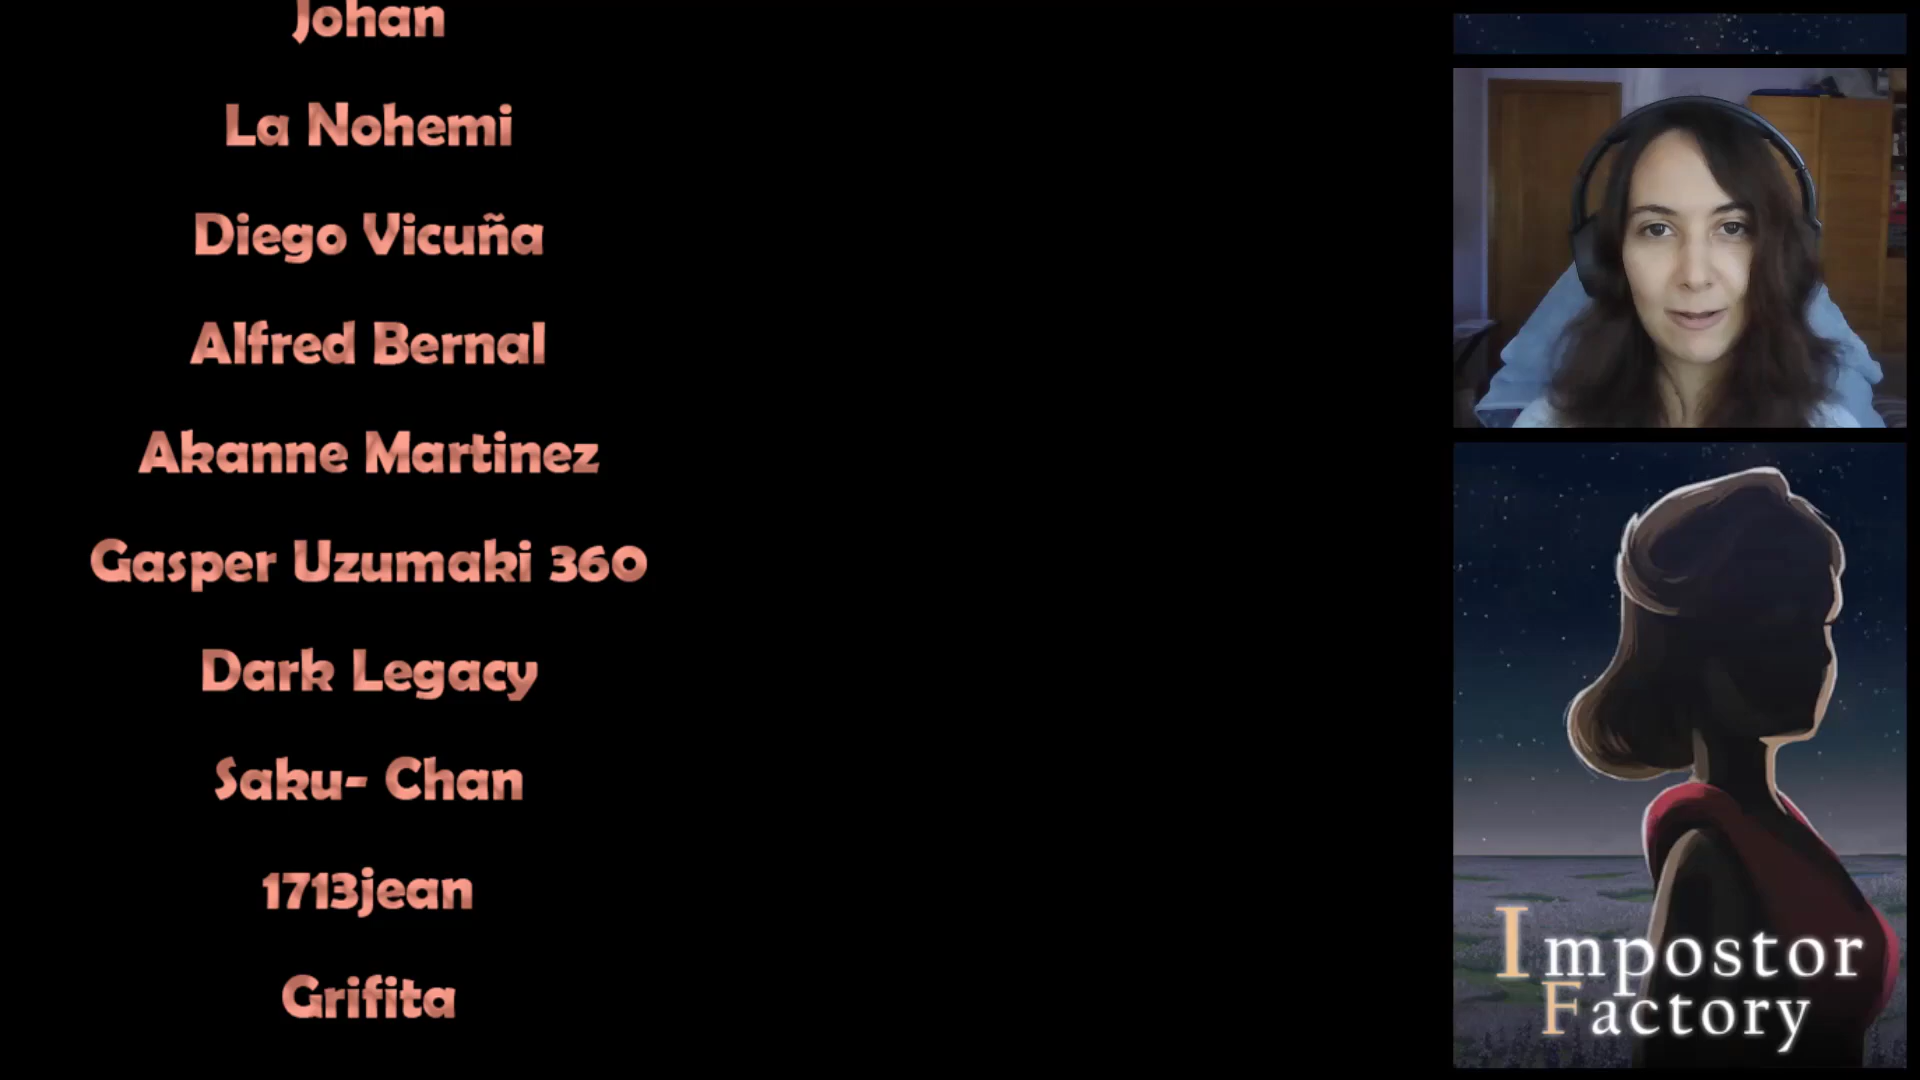 Johan
La Nohemi
Diego Vicuña
Alfred Bernal
Akanne Martinez
Gasper Uzumaki 360
Dark Legacy
Saku- Chan
1713jean
Grifita
Impostor
Factory